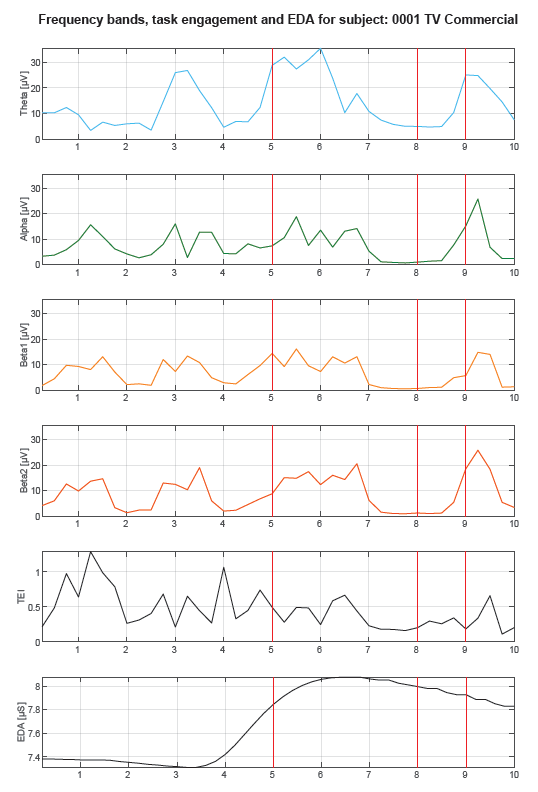 Frequency bands, task engagement and EDA for subject: 0001 TV Commercial
Theta [µV]
30
20
10
0
1 2 3 4 5 6 7 8 9 10
Alpha [µV]
30
20
10
0
1 2 3 4 5 6 7 8 9 10
Beta1 [µV]
30
20
10
0
1 2 3 4 5 6 7 8 9 10
Beta2 [µV]
30
20
10
0
1 2 3 4 5 6 7 8 9 10
TEI
1
0.5
0
1 2 3 4 5 6 7 8 9 10
EDA [µS]
8
7.8
7.6
7.4
1 2 3 4 5 6 7 8 9 10